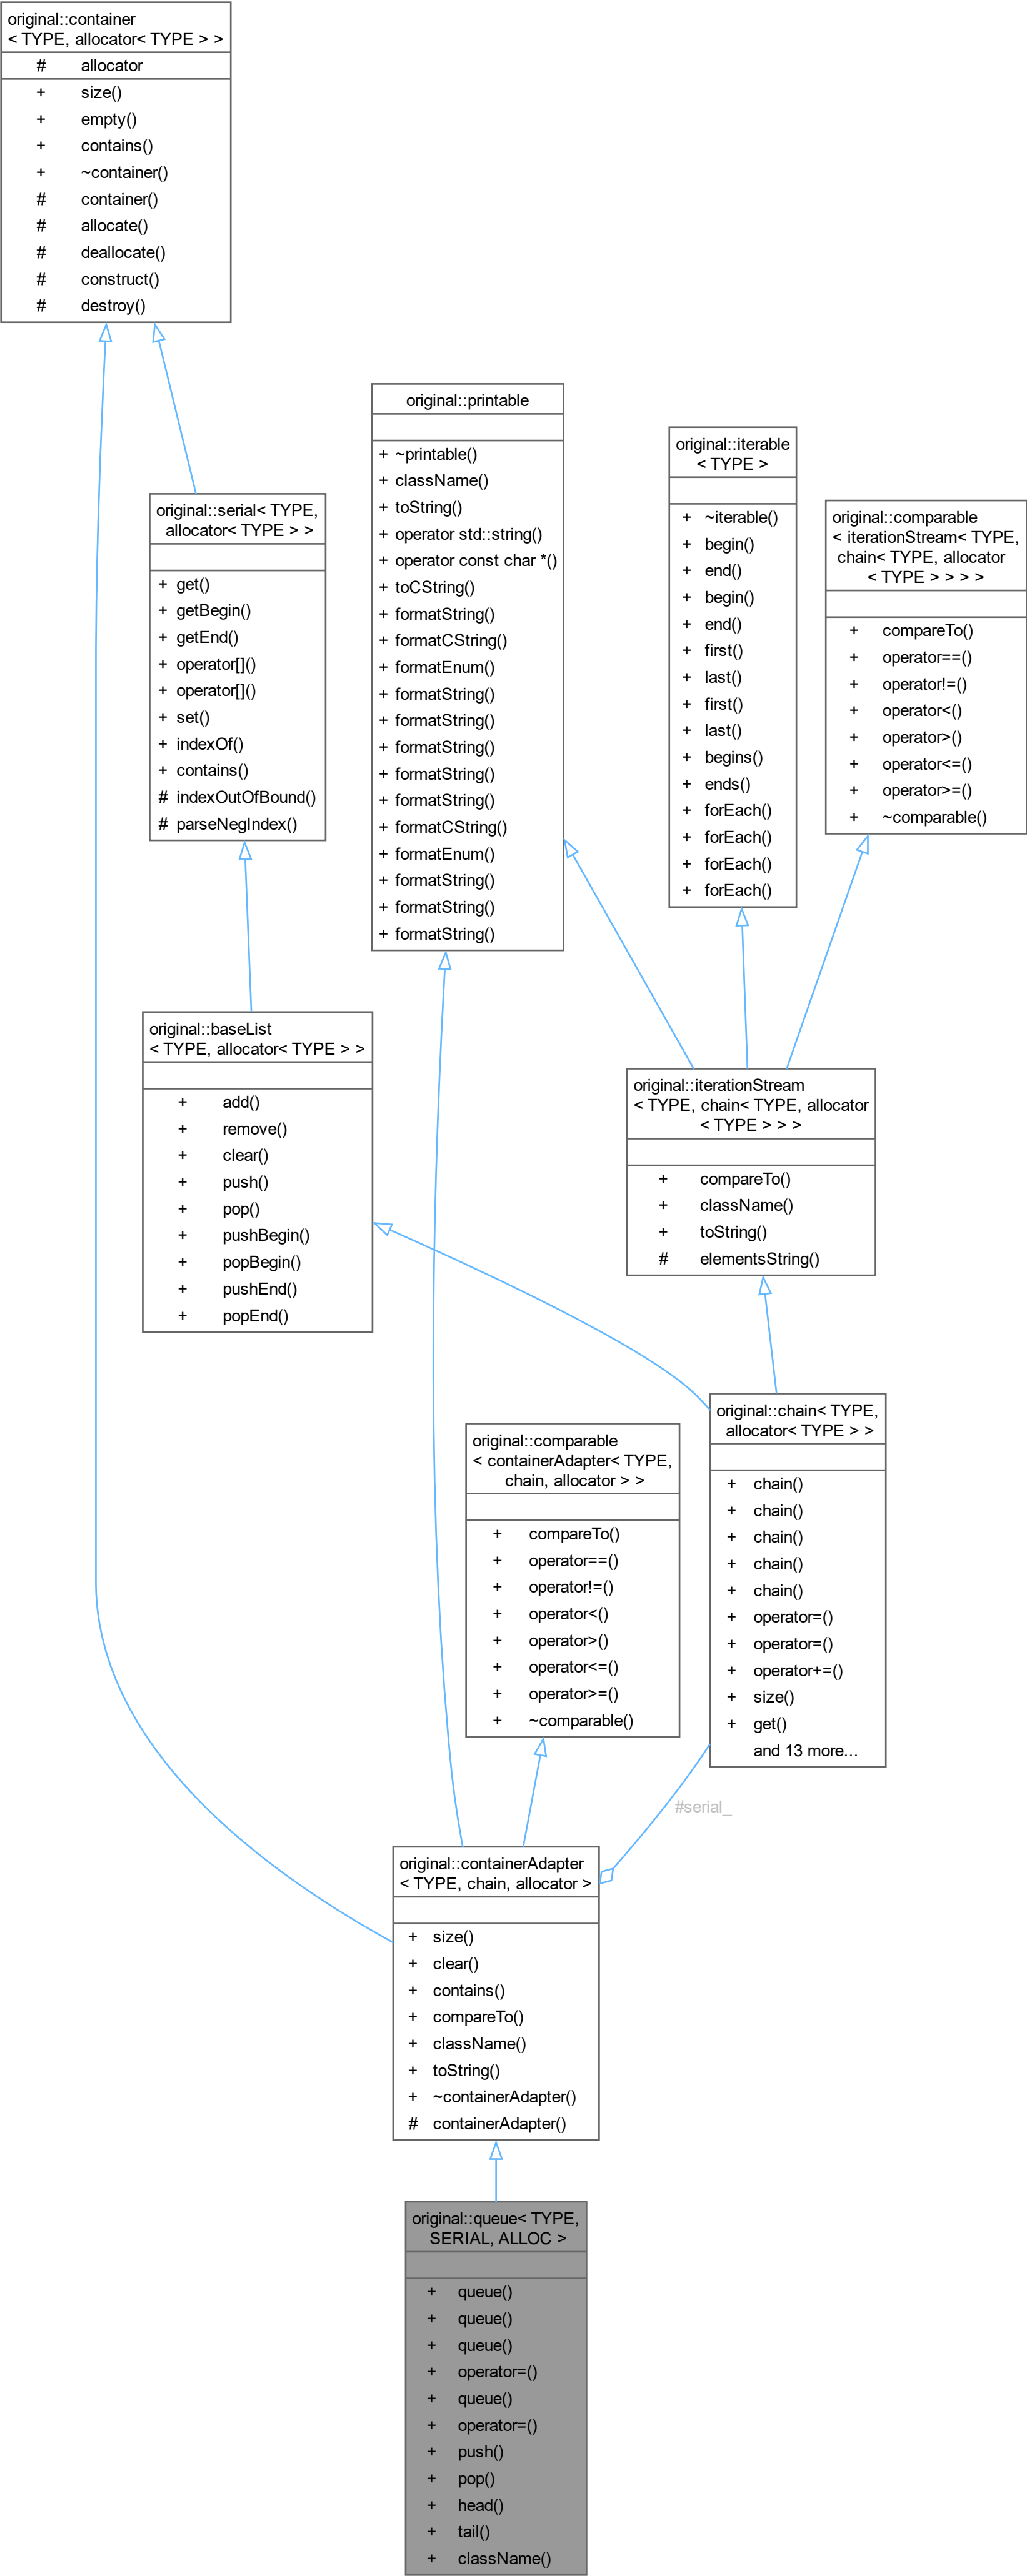 original::container
< TYPE, allocator< TYPE > >
# allocator
+ size()
+ empty()
+ contains()
+ ~container()
# container()
# allocate()
# deallocate()
# construct()
# destroy()
original::printable
+ ~printable()
+ className()
+ toString()
+ operator std::string()
+ operator const char *()
+ toCString()
+ formatString()
+ formatCString()
+ formatEnum()
+ formatString()
+ formatString()
+ formatString()
+ formatString()
+ formatString()
+ formatCString()
+ formatEnum()
+ formatString()
+ formatString()
+ formatString()
original::iterable
< TYPE >
+ ~iterable()
+ begin()
+ end()
+ begin()
+ end()
+ first()
+ last()
+ first()
+ last()
+ begins()
+ ends()
+ forEach()
+ forEach()
+ forEach()
+ forEach()
original::serial< TYPE,
allocator< TYPE > >
+ get()
+ getBegin()
+ getEnd()
+ operator[]()
+ operator[]()
+ set()
+ indexOf()
+ contains()
# indexOutOfBound()
# parseNegIndex()
original::comparable
< iterationStream< TYPE,
chain< TYPE, allocator
< TYPE > > > >
+ compareTo()
+ operator==()
+ operator!=()
+ operator<()
+ operator>()
+ operator<=()
+ operator>=()
+ ~comparable()
original::baseList
< TYPE, allocator< TYPE > >
+ add()
+ remove()
+ clear()
+ push()
+ pop()
+ pushBegin()
+ popBegin()
+ pushEnd()
+ popEnd()
original::iterationStream
< TYPE, chain< TYPE, allocator
< TYPE > > >
+ compareTo()
+ className()
+ toString()
# elementsString()
original::chain< TYPE,
allocator< TYPE > >
+ chain()
+ chain()
+ chain()
+ chain()
+ chain()
+ operator=()
+ operator=()
+ operator+=()
+ size()
+ get()
and 13 more...
original::comparable
< containerAdapter< TYPE,
chain, allocator > >
+ compareTo()
+ operator==()
+ operator!=()
+ operator<()
+ operator>()
+ operator<=()
+ operator>=()
+ ~comparable()
#serial_
original::containerAdapter
< TYPE, chain, allocator >
+ size()
+ clear()
+ contains()
+ compareTo()
+ className()
+ toString()
+ ~containerAdapter()
# containerAdapter()
original::queue< TYPE,
SERIAL, ALLOC >
+ queue()
+ queue()
+ queue()
+ operator=()
+ queue()
+ operator=()
+ push()
+ pop()
+ head()
+ tail()
+ className()